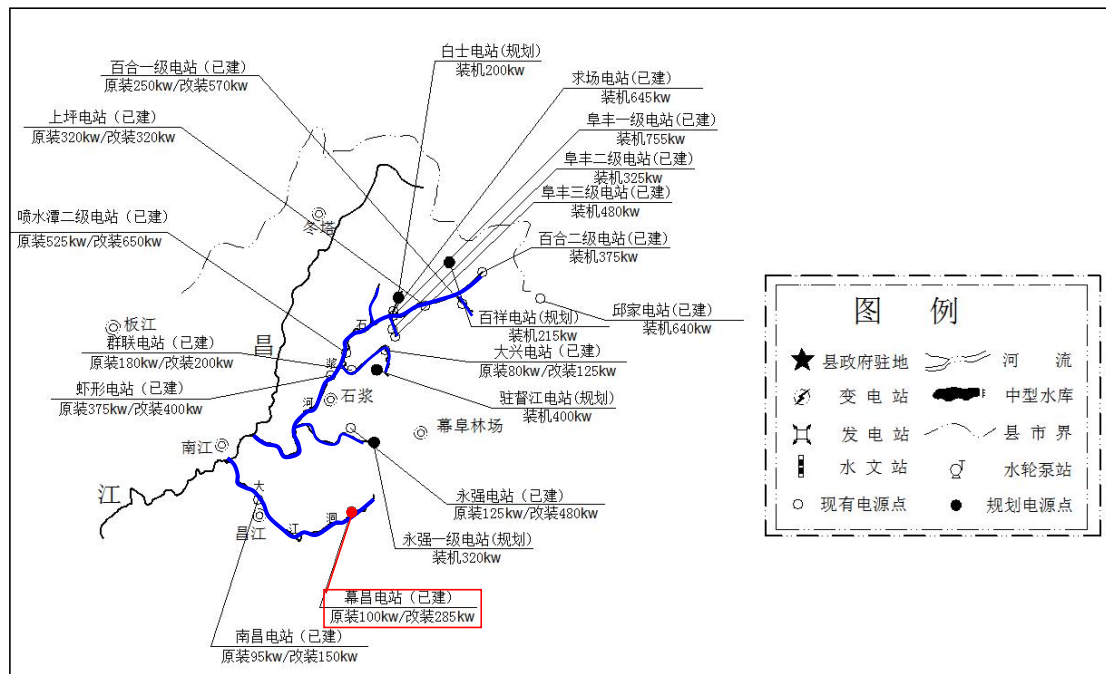 白士电站(规划)
装机200kw
百合一级电站（已建）
原装250kw/改装570kw
求场电站(已建)
装机645kw
上坪电站（已建）
原装320kw/改装320kw
阜丰一级电站(已建)
装机755kw
阜丰二级电站(已建)
装机325kw
阜丰三级电站(已建)
装机480kw
喷水潭二级电站（已建）
原装525kw/改装650kw
冬塔
百合二级电站(已建)
装机375kw
邱家电站(已建)
装机640kw
百祥电站(规划)
装机215kw
板江
昌
石
群联电站（已建）
原装180kw/改装200kw
大兴电站（已建）
原装80kw/改装125kw
浆
虾形电站（已建）
原装375kw/改装400kw
石浆
河
驻督江电站(规划)
装机400kw
幕阜林场
南江
江
大
昌江
江
洞
永强电站（已建）
原装125kw/改装480kw
永强一级电站(规划)
装机320kw
幕昌电站（已建）
原装100kw/改装285kw
南昌电站（已建）
原装95kw/改装150kw
图 例
县政府驻地 河 流
变电站 中型水库
发电站 县市界
水文站 水轮泵站
现有电源点 规划电源点